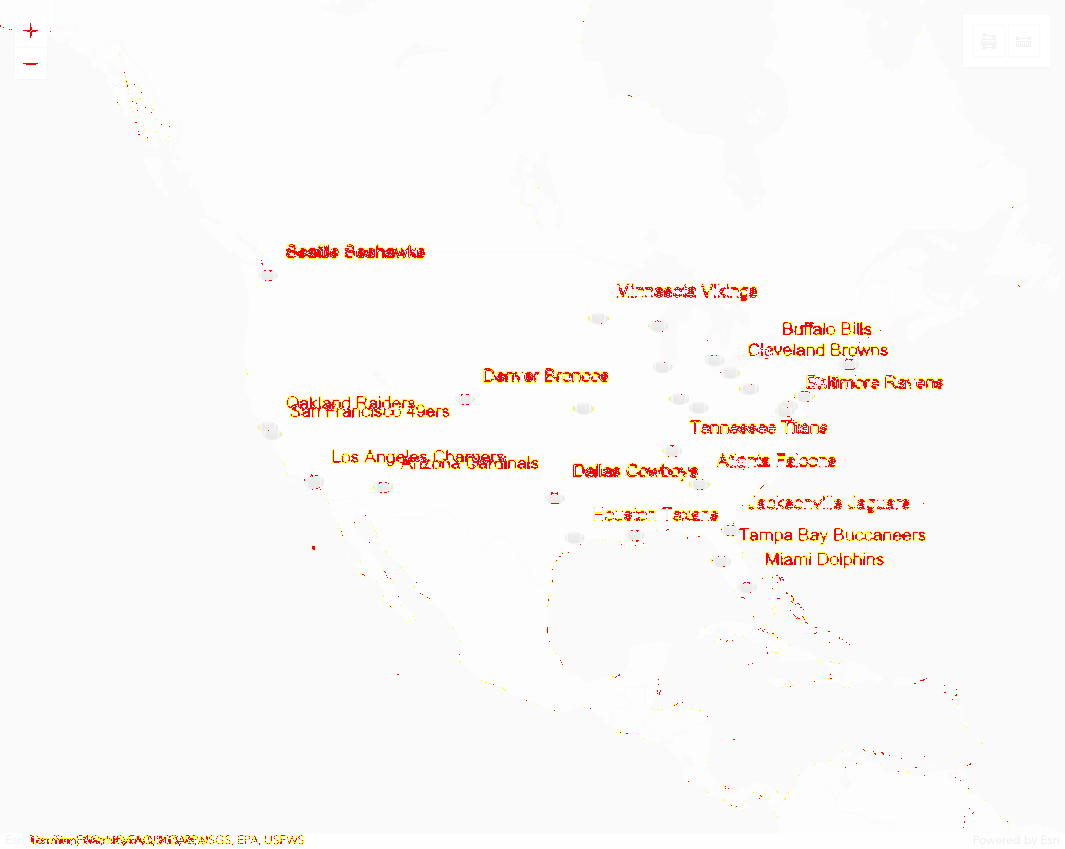 +
−
Seattle Seahawks
Minnesota Vikings
Buffalo Bills
Cleveland Browns
Denver Broncos
Baltimore Ravens
Oakland Raiders
San Francisco 49ers
Tennessee Titans
Los Angeles Chargers
Arizona Cardinals
Atlanta Falcons
Dallas Cowboys
Jacksonville Jaguars
Houston Texans
Tampa Bay Buccaneers
Miami Dolphins
Esri, USGS, EPA, USFWS
Powered by Esri